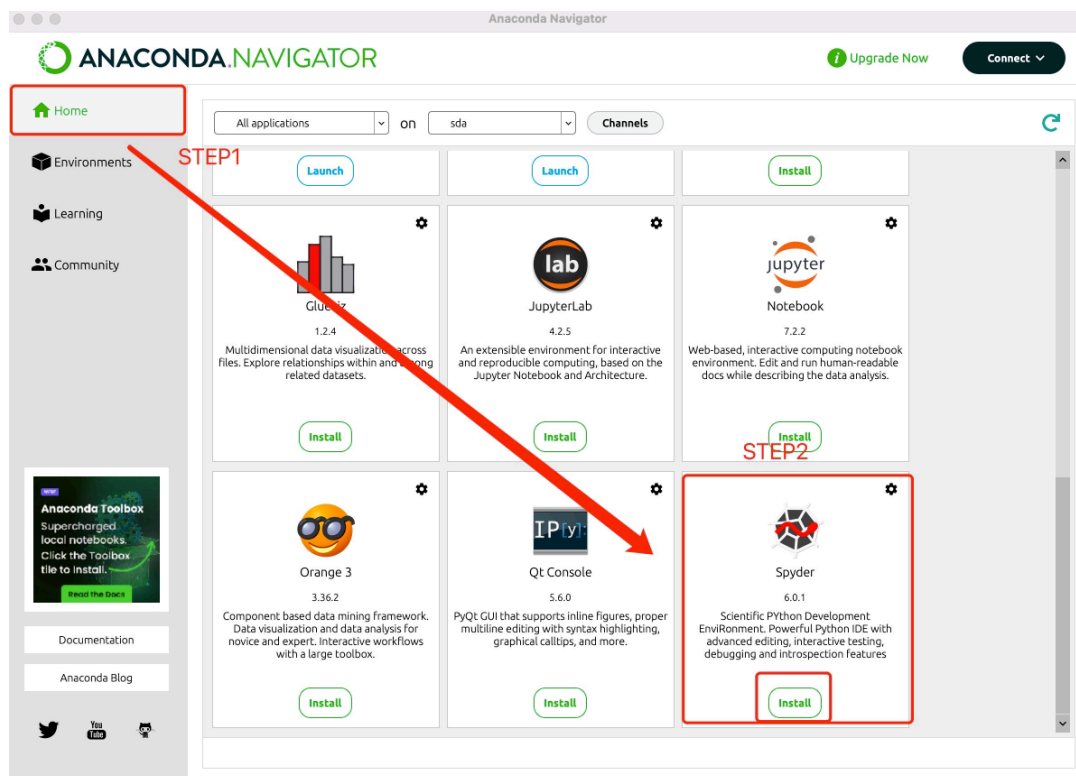 Anaconda Navigator
ANACONDA.NAVIGATOR
Upgrade Now
Connect
Home
Environments
Learning
Community
STEP1
All applications
on
sda
Channels
Launch
Launch
Install
1.2.4
Multidimensional data visualization across
files. Explore relationships within and among
related datasets.
Install
lab
JupyterLab
4.2.5
An extensible environment for interactive
and reproducible computing, based on the
Jupyter Notebook and Architecture.
Install
jupyter
Notebook
7.2.2
Web-based, interactive computing notebook
environment. Edit and run human-readable
docs while describing the data analysis.
Install
STEP2
Orange 3
3.36.2
Component based data mining framework.
Data visualization and data analysis for
novice and expert. Interactive workflows
with a large toolbox.
Install
IP[y]:
Qt Console
5.6.0
PyQt GUI that supports inline figures, proper
multiline editing with syntax highlighting,
graphical calltips, and more.
Install
Spyder
6.0.1
Scientific PYthon Development
EnviRonment. Powerful Python IDE with
advanced editing, interactive testing,
debugging and introspection features
Install
Anaconda Toolbox
Supercharged
local notebooks.
Click the Toolbox
tile to install.
Read the Docs
Documentation
Anaconda Blog
You
Tube